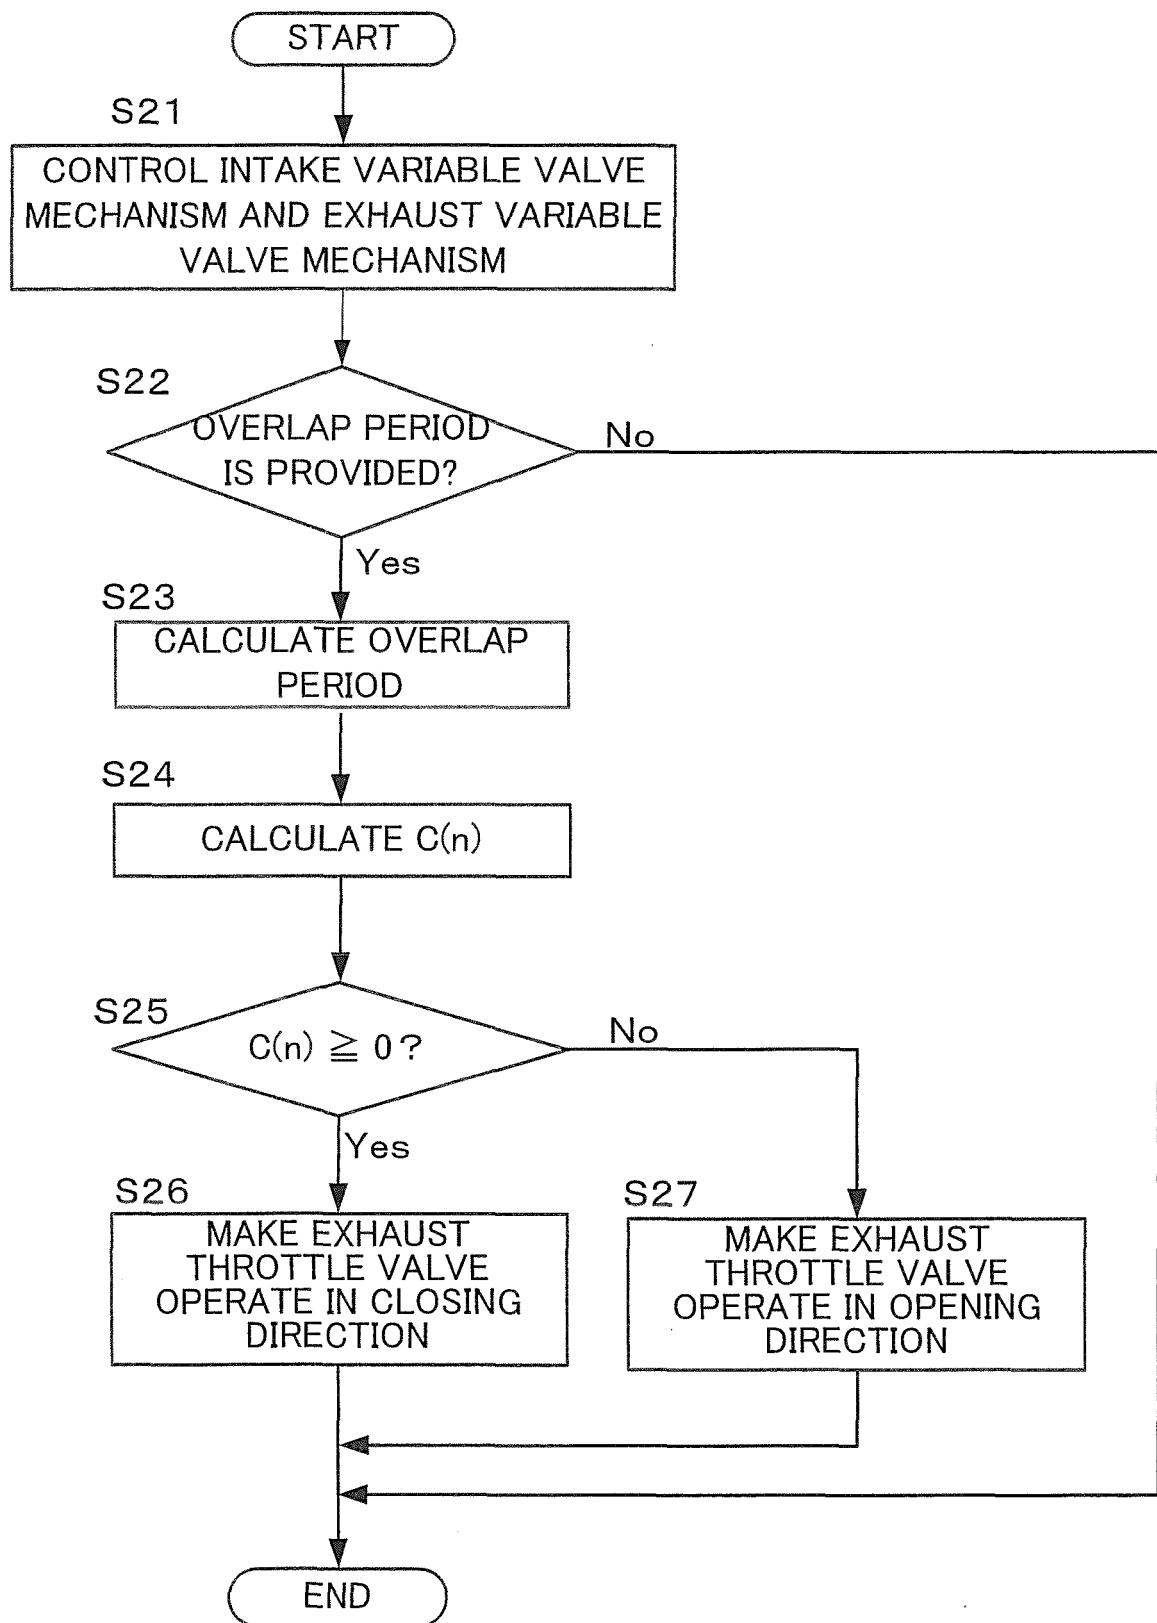 START
S21
CONTROL INTAKE VARIABLE VALVE
MECHANISM AND EXHAUST VARIABLE
VALVE MECHANISM
S22
OVERLAP PERIOD
IS PROVIDED?
No
Yes
S23
CALCULATE OVERLAP
PERIOD
S24
CALCULATE C(n)
S25
C(n) ≧ 0?
No
Yes
S26
MAKE EXHAUST
THROTTLE VALVE
OPERATE IN CLOSING
DIRECTION
S27
MAKE EXHAUST
THROTTLE VALVE
OPERATE IN OPENING
DIRECTION
END